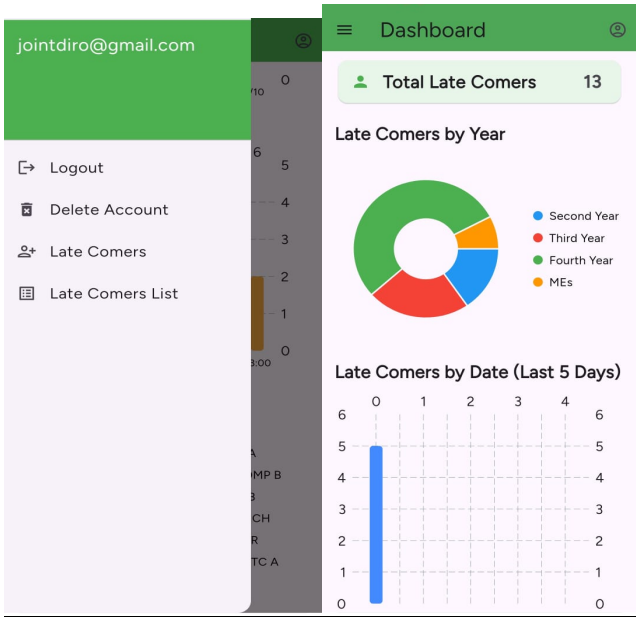 jointdiro@gmail.com
Logout
Delete Account
Late Comers
Late Comers List
0
/10
6
5
4
3
2
1
0
3:00
A
MP B
3
CH
R
TC A
Dashboard
Total Late Comers 13
Late Comers by Year
Second Year
Third Year
Fourth Year
MEs
Late Comers by Date (Last 5 Days)
0 1 2 3 4
6 6
5 5
4 4
3 3
2 2
1 1
0 0